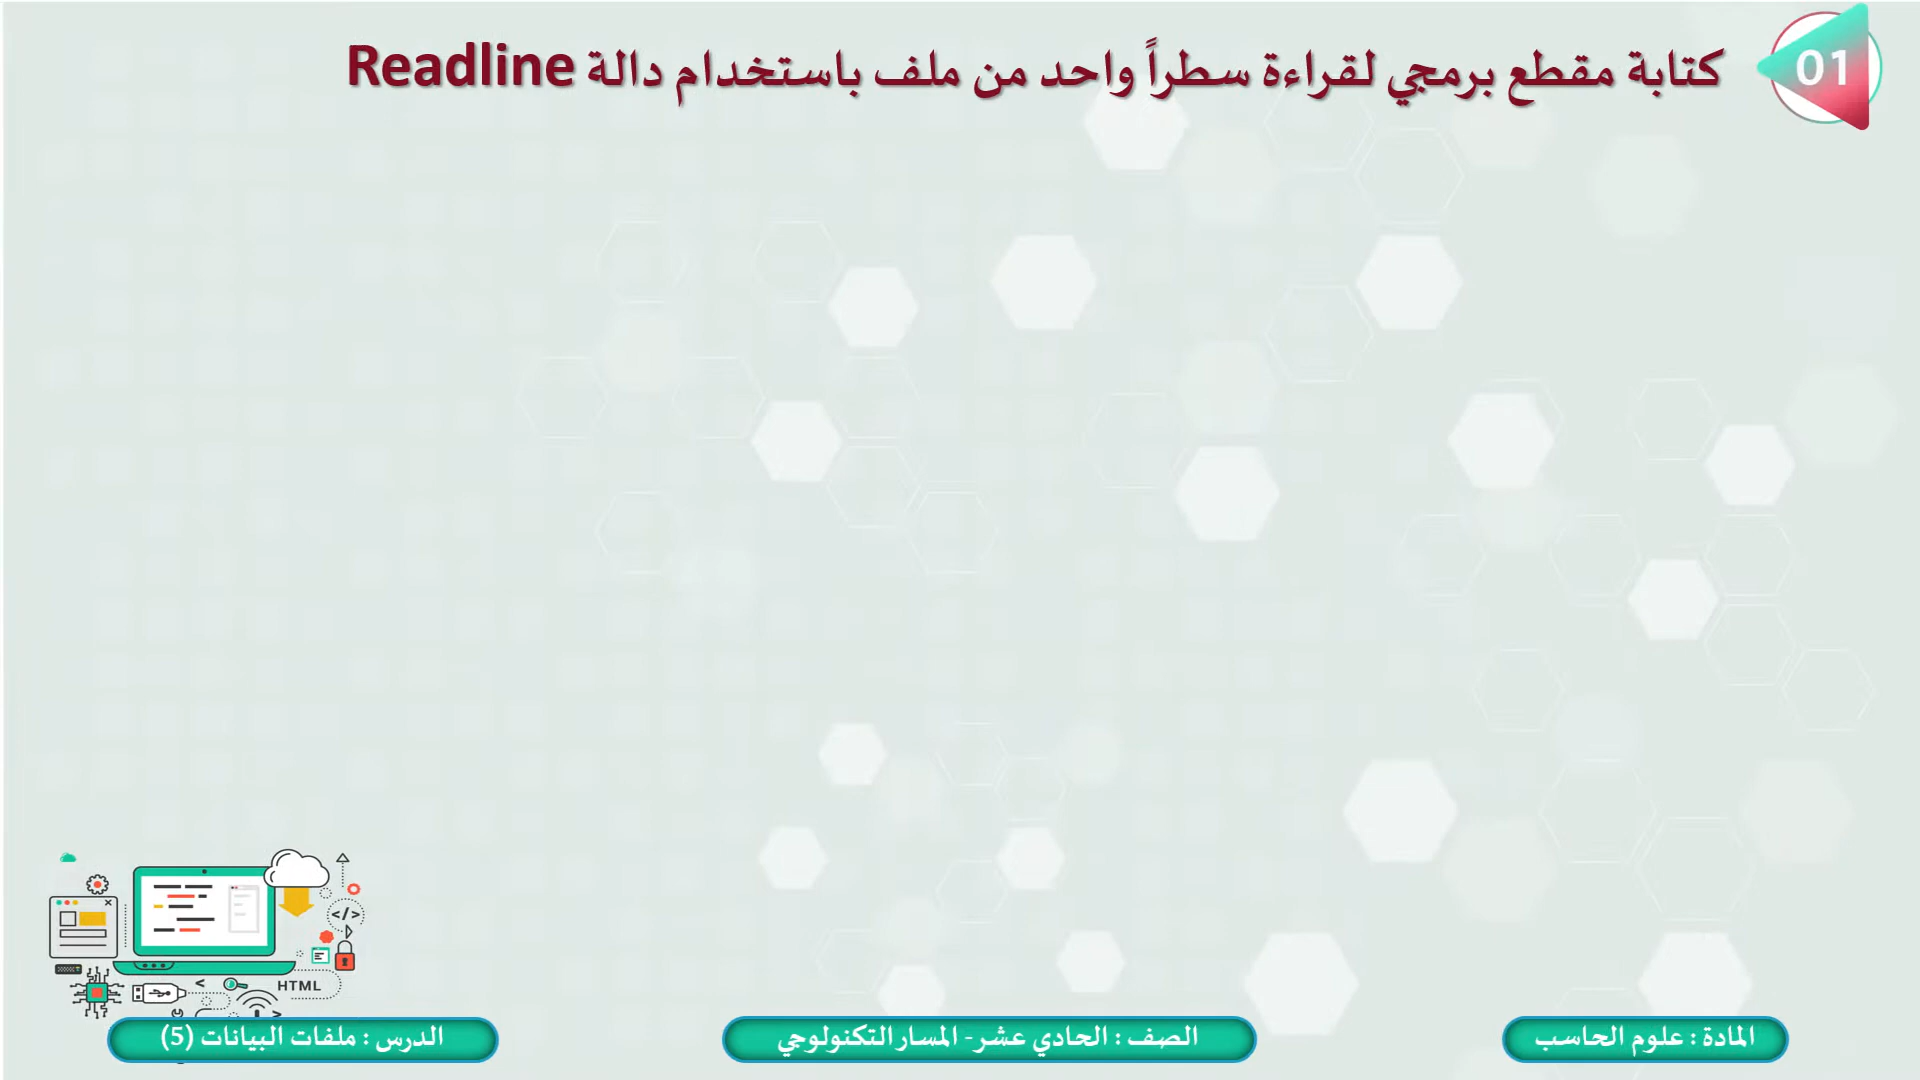 01
كتابة مقطع برمجي لقراءة سطراً واحد من ملف باستخدام دالة Readline
</>
HTML
المادة : علوم الحاسب
الصف : الحادي عشر- المسار التكنولوجي
الدرس : ملفات البيانات (5)